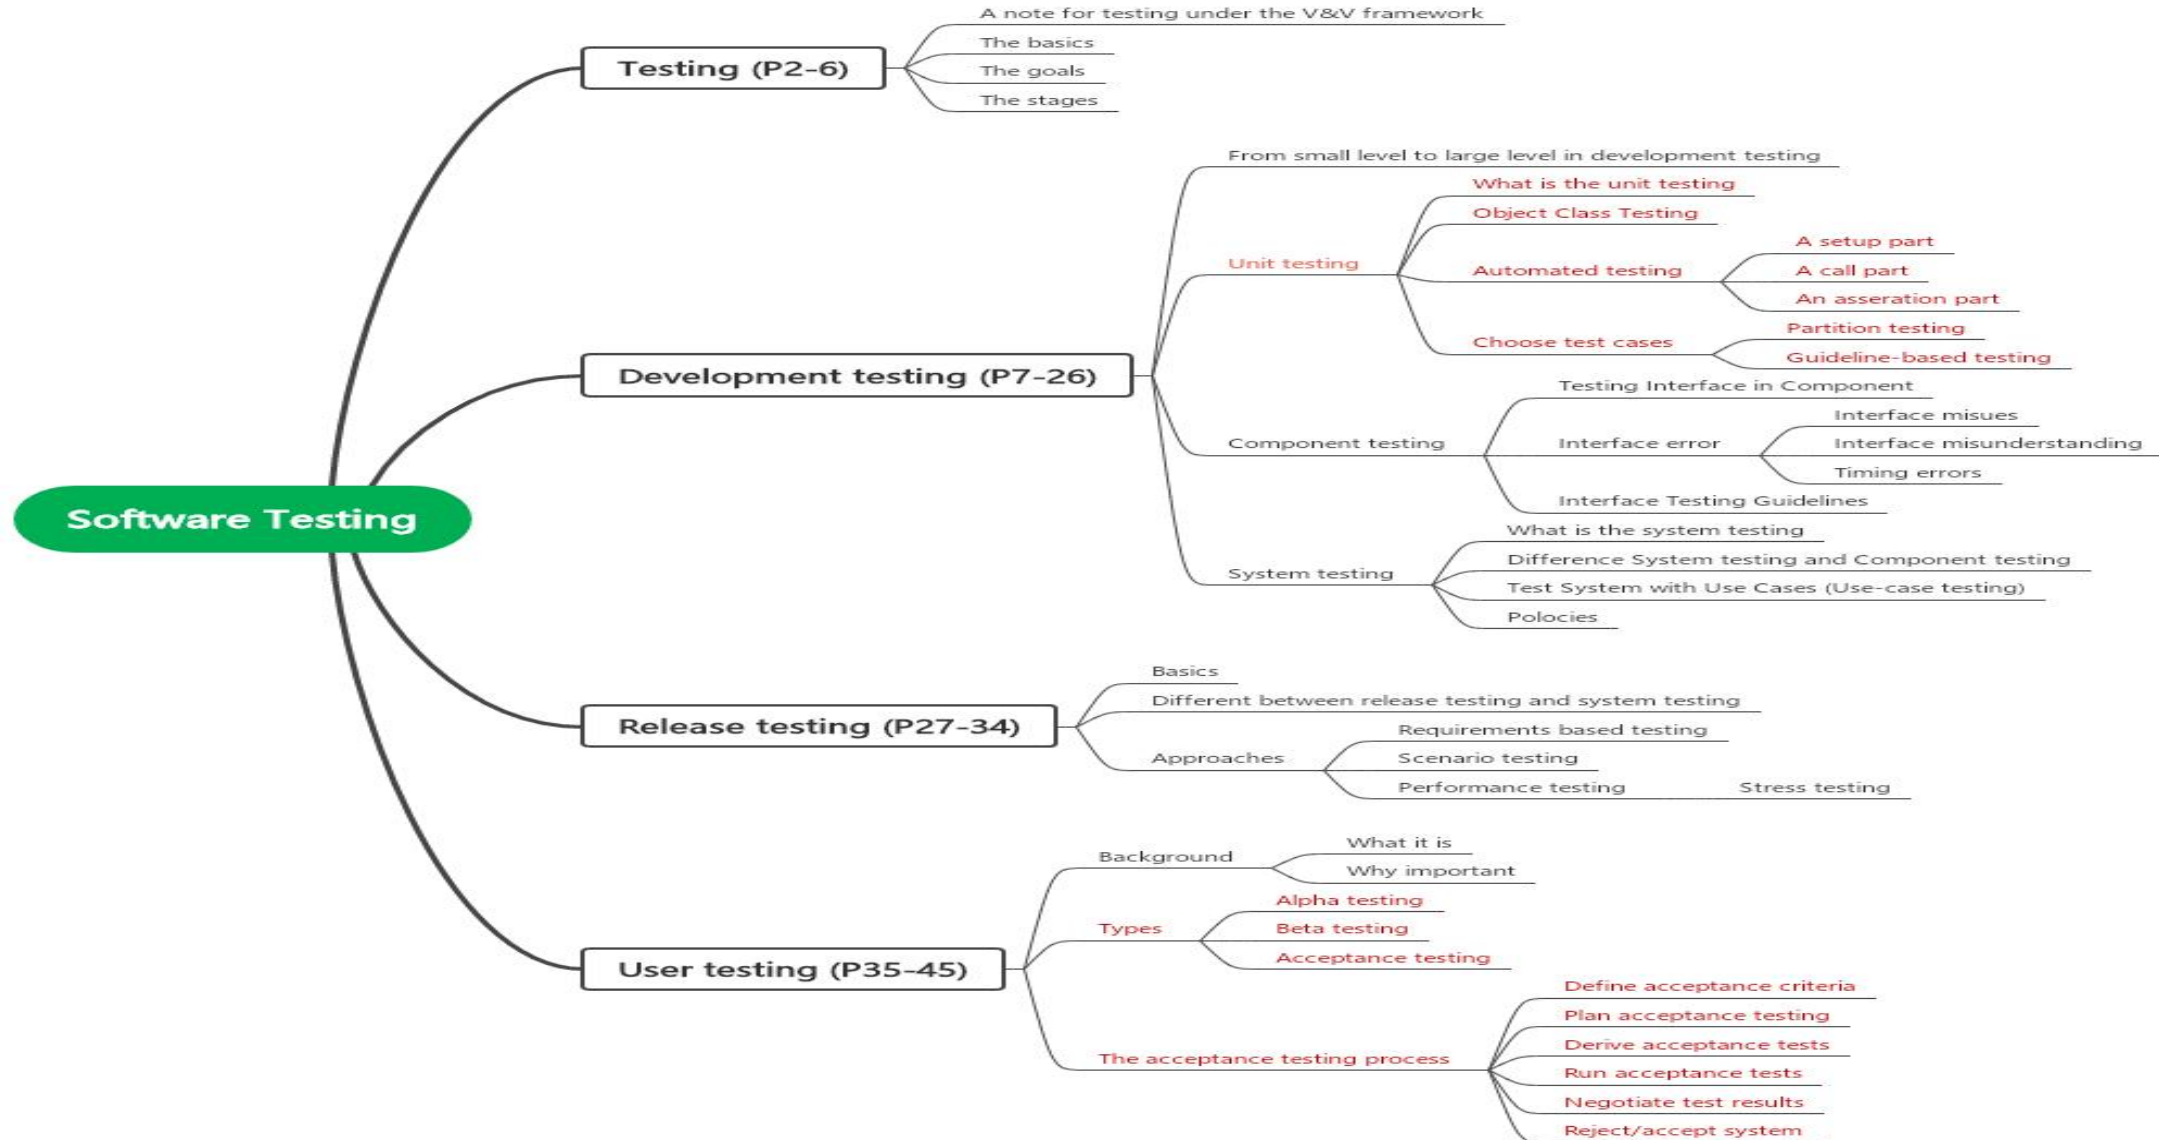 Software Testing
Testing (P2-6)
A note for testing under the V&V framework
The basics
The goals
The stages
Development testing (P7-26)
From small level to large level in development testing
Unit testing
What is the unit testing
Object Class Testing
Automated testing
A setup part
A call part
An asseration part
Choose test cases
Partition testing
Guideline-based testing
Component testing
Testing Interface in Component
Interface error
Interface misues
Interface misunderstanding
Timing errors
Interface Testing Guidelines
System testing
What is the system testing
Difference System testing and Component testing
Test System with Use Cases (Use-case testing)
Polocies
Release testing (P27-34)
Basics
Different between release testing and system testing
Approaches
Requirements based testing
Scenario testing
Performance testing
Stress testing
User testing (P35-45)
Background
What it is
Why important
Types
Alpha testing
Beta testing
Acceptance testing
The acceptance testing process
Define acceptance criteria
Plan acceptance testing
Derive acceptance tests
Run acceptance tests
Negotiate test results
Reject/accept system